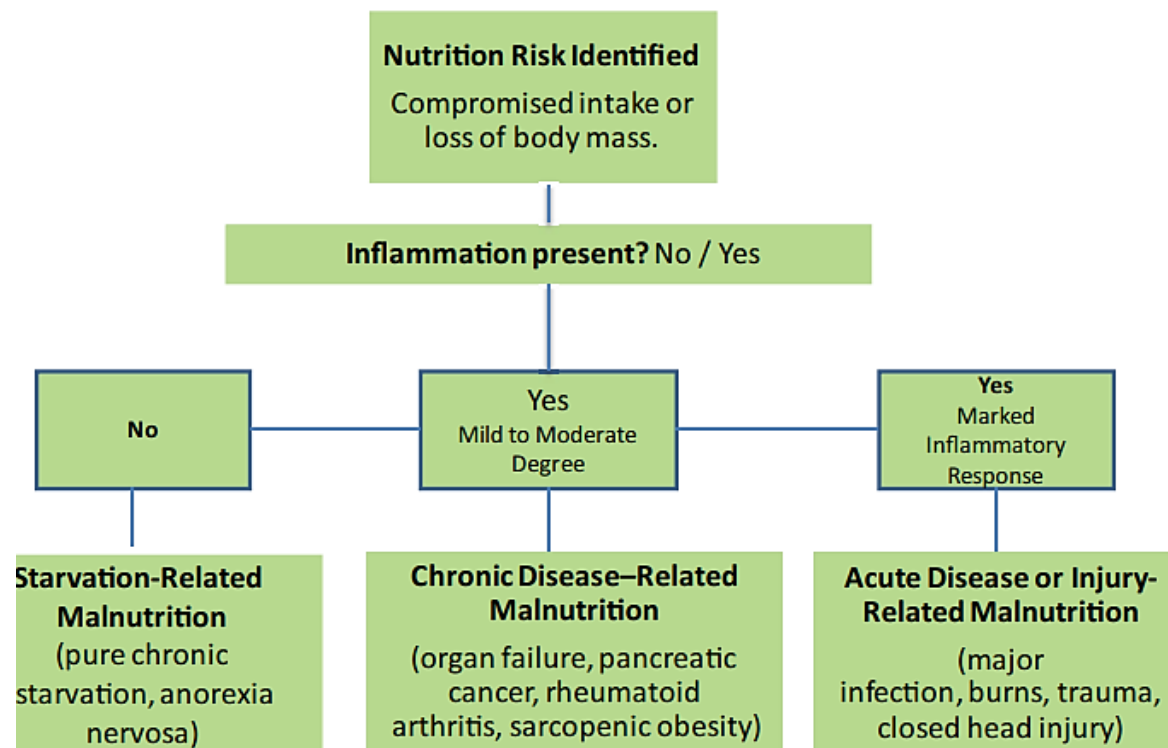 Nutrition Risk Identified
Compromised intake or
loss of body mass.
Inflammation present? No / Yes
No
Yes
Mild to Moderate
Degree
Yes
Marked
Inflammatory
Response
Starvation-Related
Malnutrition
(pure chronic
starvation, anorexia
nervosa)
Chronic Disease–Related
Malnutrition
(organ failure, pancreatic
cancer, rheumatoid
arthritis, sarcopenic obesity)
Acute Disease or Injury-
Related Malnutrition
(major
infection, burns, trauma,
closed head injury)